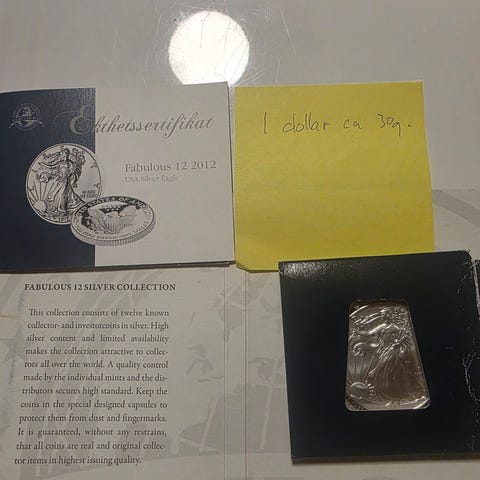 Ekthetssertifikat
Fabulous 12 2012
USA Silver Eagle
1 dollar ca 30g.
FABULOUS 12 SILVER COLLECTION
This collection consists of twelve known
collector- and investorcoins in silver. High
silver content and limited availability
makes the collection attractive to collec-
tors all over the world. A quality control
made by the individual mints and the dis-
tributors secures high standard. Keep the
coins in the special designed capsules to
protect them from dust and fingermarks.
It is guaranteed, without any restrains,
that all coins are real and original collec-
tor items in highest issuing quality.